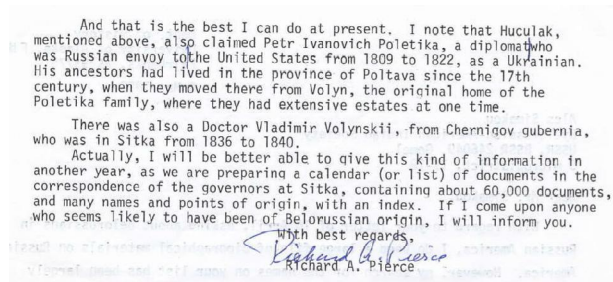 And that is the best I can do at present. I note that Huculak,
mentioned above, also claimed Petr Ivanovich Poletika, a diplomat who
was Russian envoy to the United States from 1809 to 1822, as a Ukrainian.
His ancestors had lived in the province of Poltava since the 17th
century, when they moved there from Volyn, the original home of the
Poletika family, where they had extensive estates at one time.
There was also a Doctor Vladimir Volynskii, from Chernigov gubernia,
who was in Sitka from 1836 to 1840.
Actually, I will be better able to give this kind of information in
another year, as we are preparing a calendar (or list) of documents in the
correspondence of the governors at Sitka, containing about 60,000 documents,
and many names and points of origin, with an index. If I come upon anyone
who seems likely to have been of Belorussian origin, I will inform you.
With best regards,
Richard A. Pierce
Richard A. Pierce